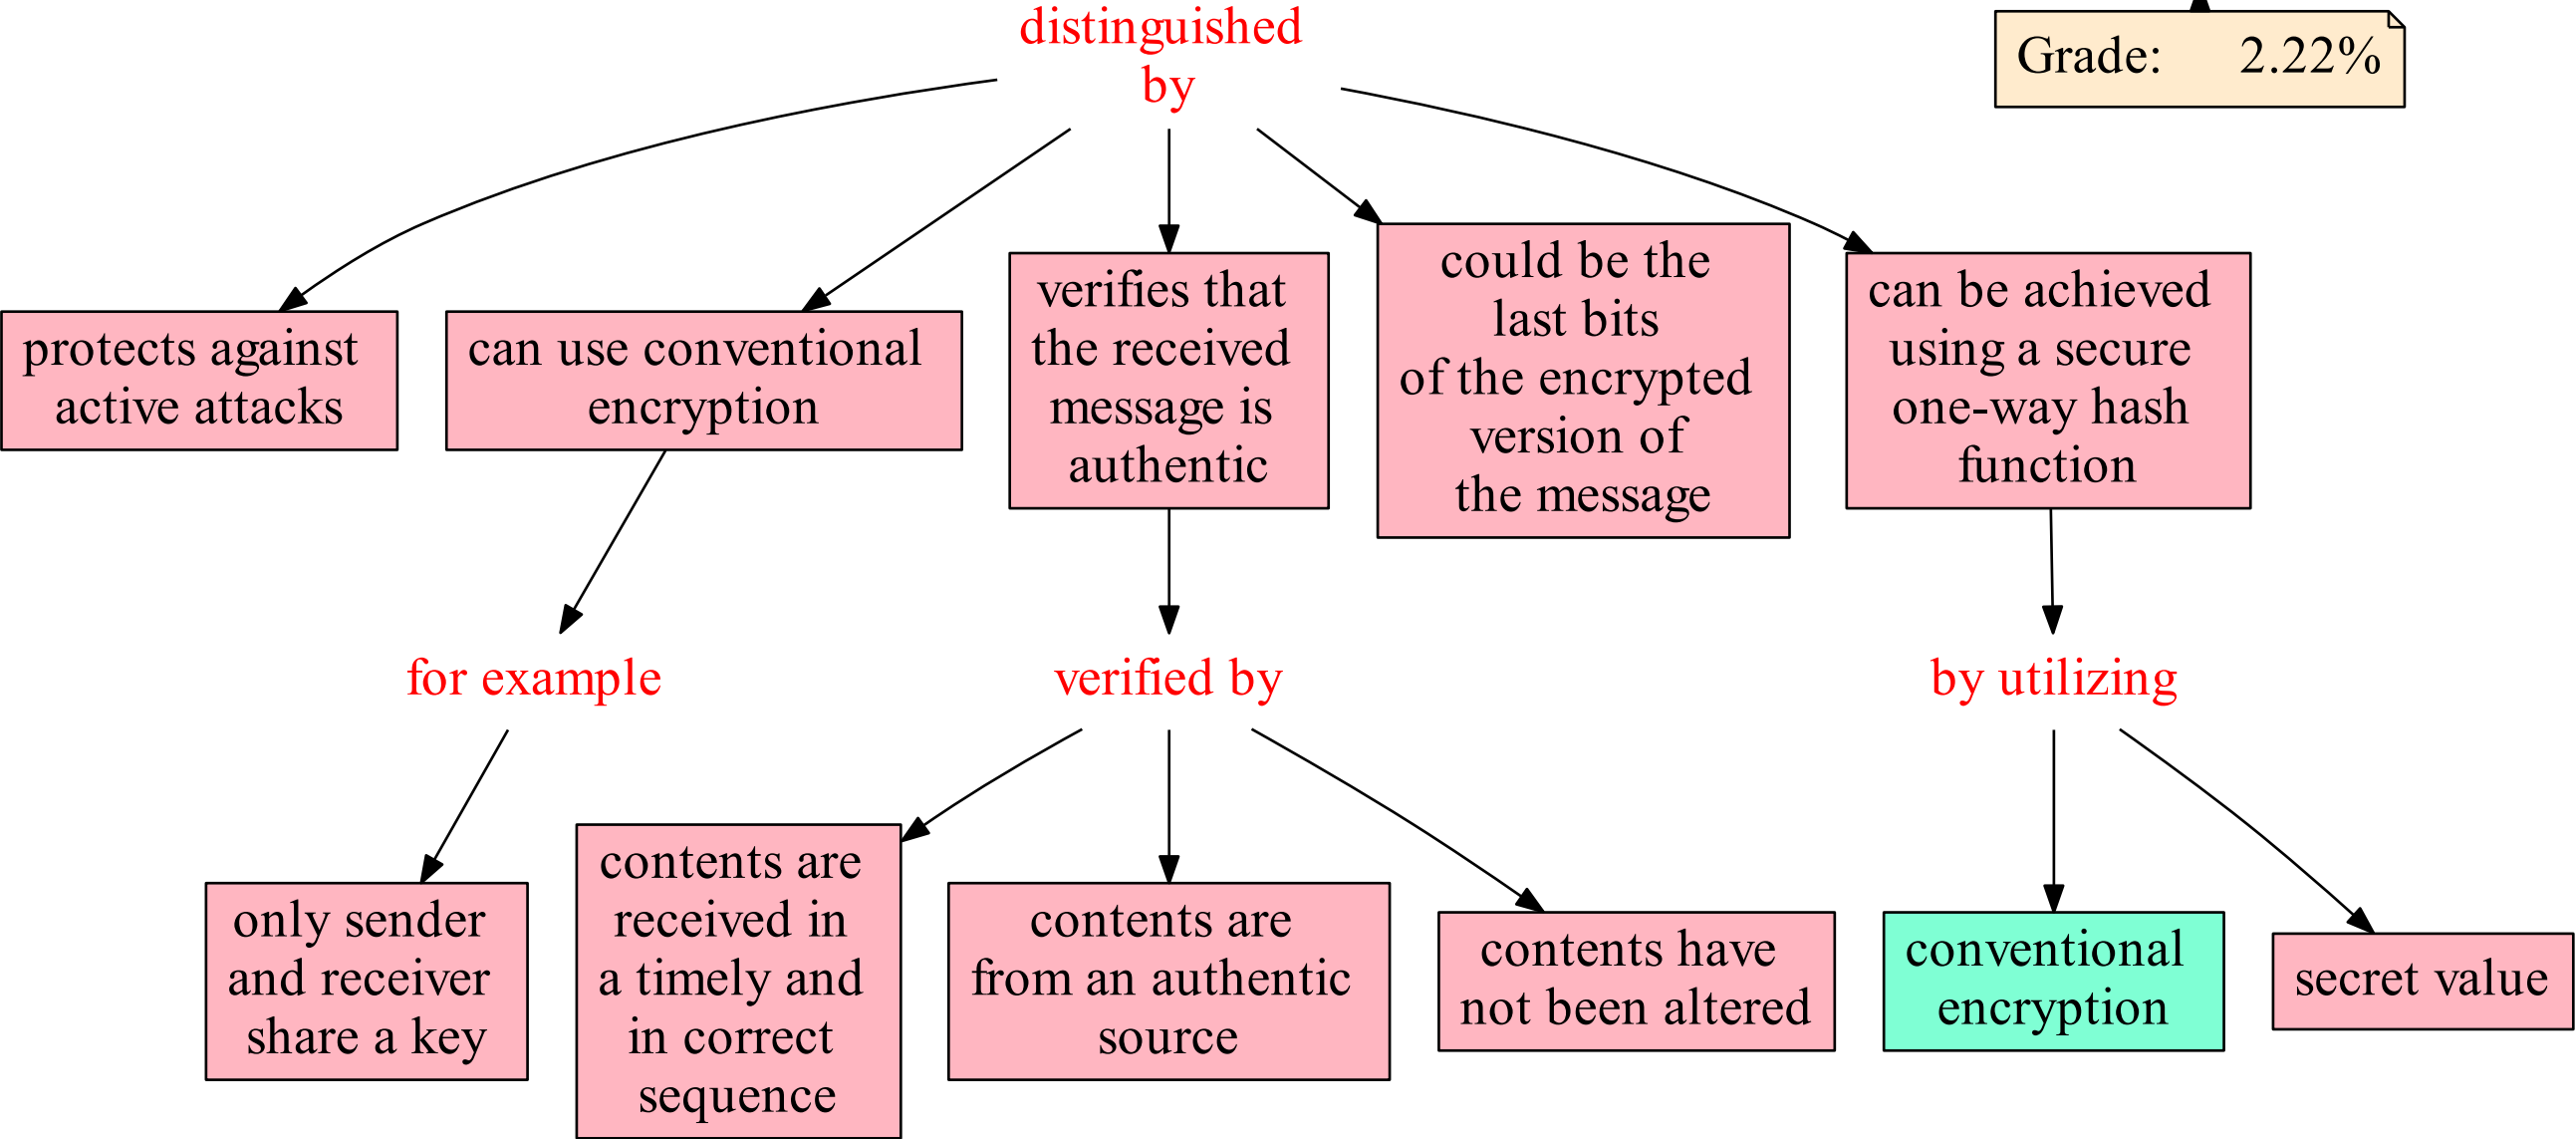 distinguished
by
Grade: 2.22%
protects against
active attacks
can use conventional
encryption
verifies that
the received
message is
authentic
could be the
last bits
of the encrypted
version of
the message
can be achieved
using a secure
one-way hash
function
for example
verified by
by utilizing
only sender
and receiver
share a key
contents are
received in
a timely and
in correct
sequence
contents are
from an authentic
source
contents have
not been altered
conventional
encryption
secret value